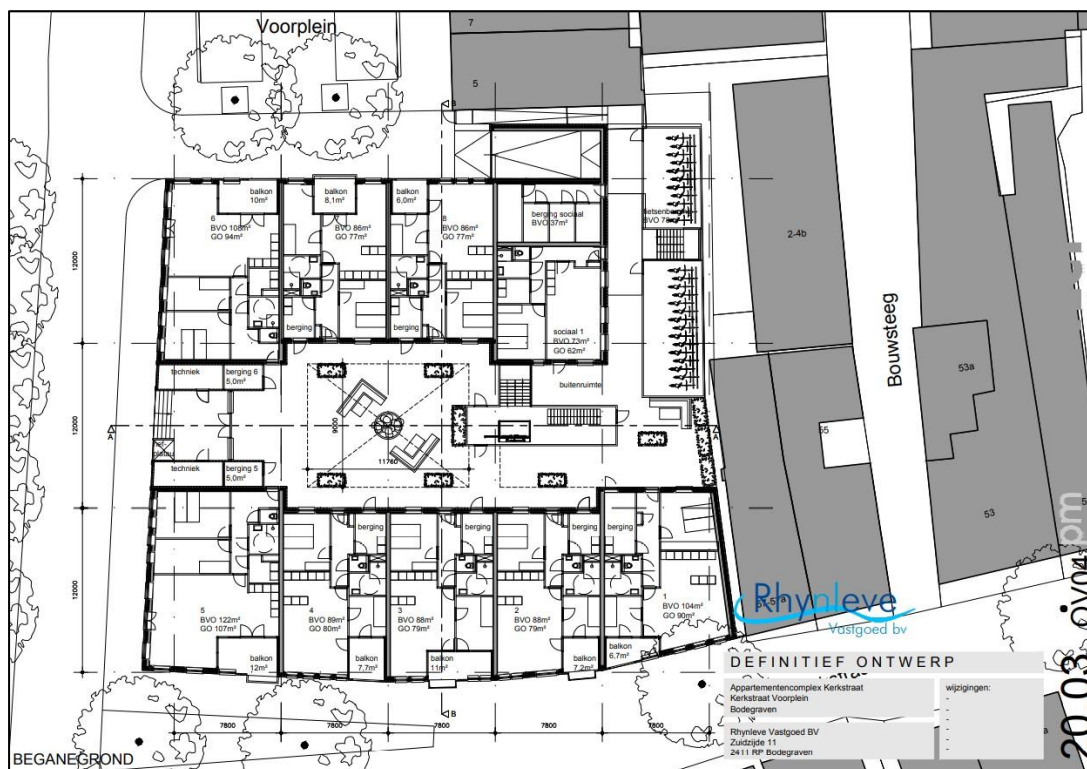 Voorplein
7
5
B
balkon
10m²
balkon
8,1m²
balkon
6,0m²
6
BVO 108m²
GO 94m²
BVO 86m²
GO 77m²
8
BVO 86m²
GO 77m²
berging sociaal
BVO 37m²
BVO 78m²
2-4b
12000
berging
berging
sociaal 1
BVO 73m²
GO 62m²
Bouwsteeg
53a
techniek
berging 6
5,0m²
buitenruimte
12000
9000
A
A
55
plateau
11760
techniek
berging 5
5,0m²
53
berging
berging
berging
berging
12000
5
BVO 122m²
GO 107m²
4
BVO 89m²
GO 80m²
3
BVO 88m²
GO 79m²
2
BVO 88m²
GO 79m²
1
BVO 104m²
GO 90m²
balkon
12m²
balkon
7,7m²
balkon
11m²
balkon
7,2m²
balkon
6,7m²
Rhynleve
Vastgoed bv
B
7800
7800
7800
7800
7800
DEFINITIEF ONTWERP
Appartementencomplex Kerkstraat
Kerkstraat Voorplein
Bodegraven
wijzigingen:
-
-
-
-
-
Rhynleve Vastgoed BV
Zuidzijde 11
2411 RP Bodegraven
BEGANEGROND